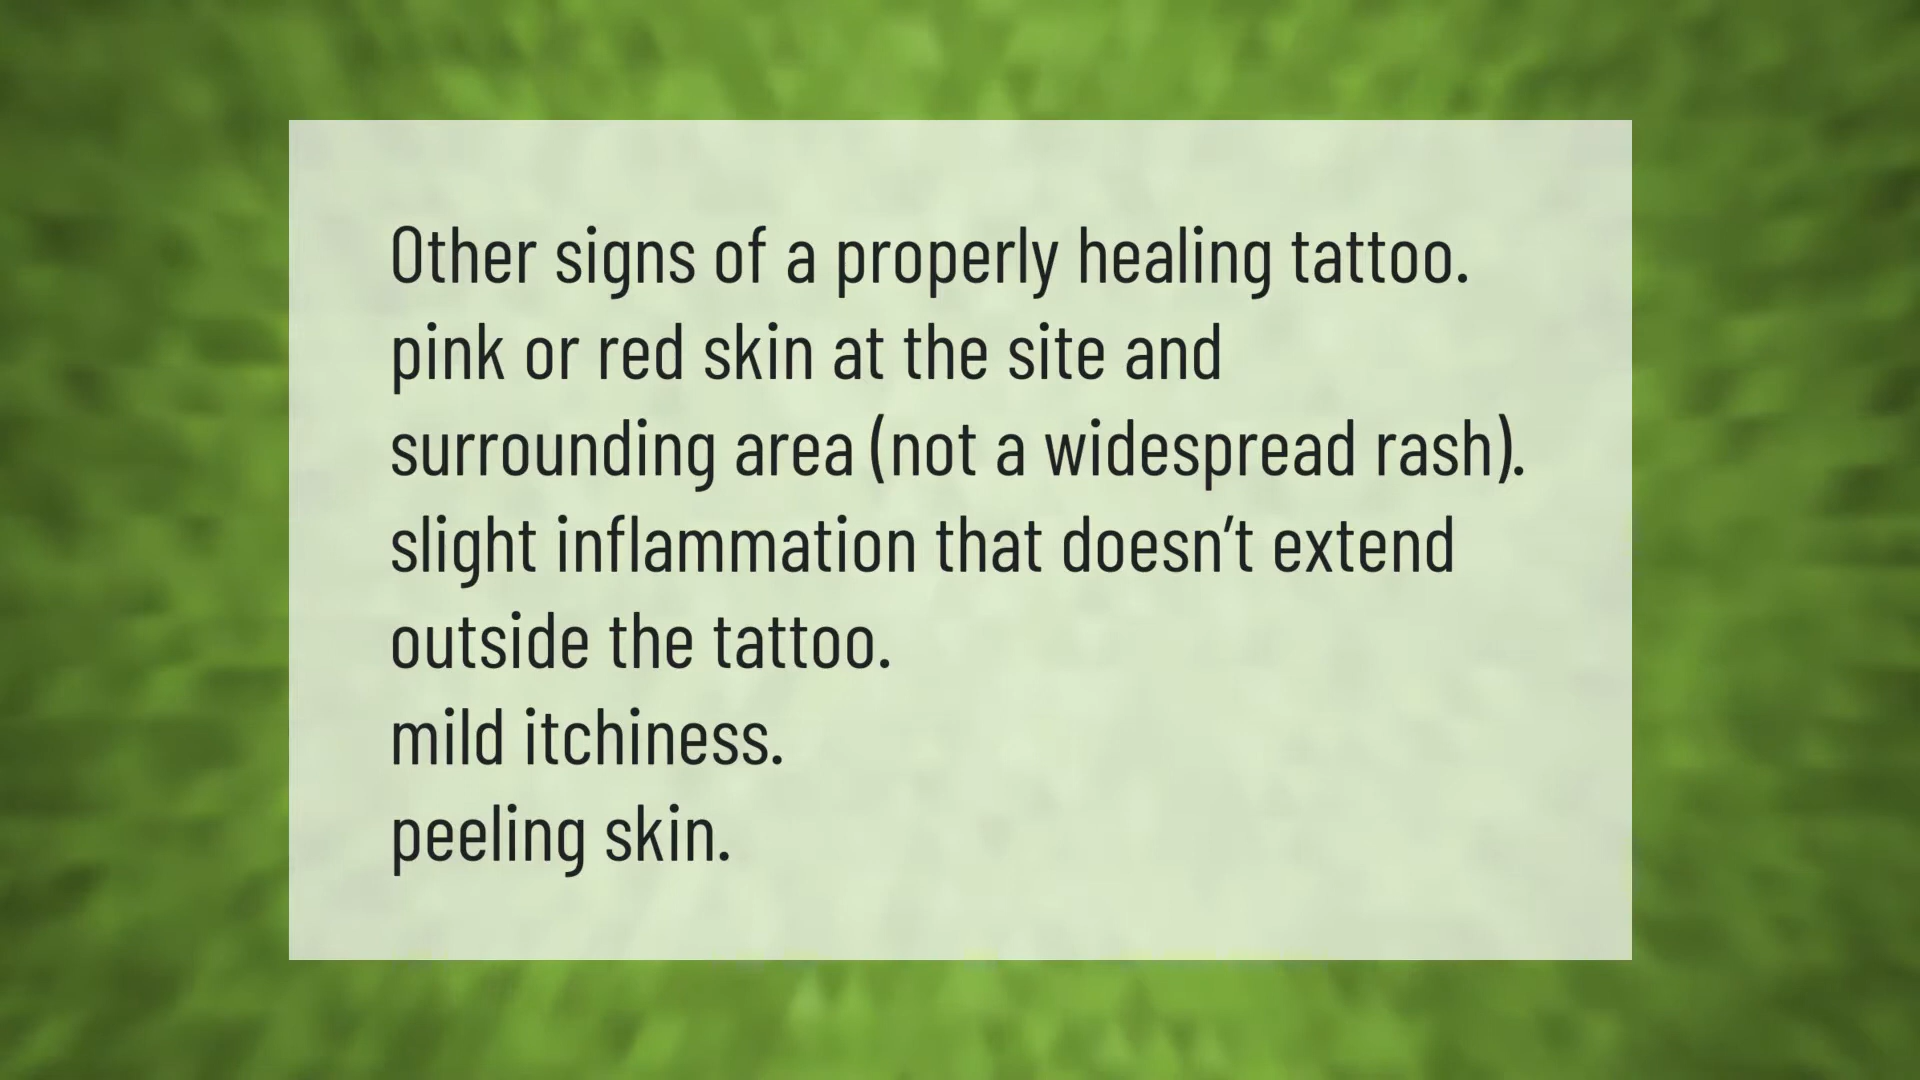 Other signs of a properly healing tattoo.
pink or red skin at the site and
surrounding area (not a widespread rash).
slight inflammation that doesn’t extend
outside the tattoo.
mild itchiness.
peeling skin.